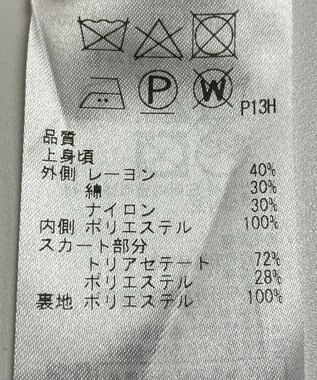 P W P13H
品質
上身頃
外側 レーヨン 40%
綿 30%
ナイロン 30%
内側 ポリエステル 100%
スカート部分
トリアセテート 72%
ポリエステル 28%
裏地 ポリエステル 100%